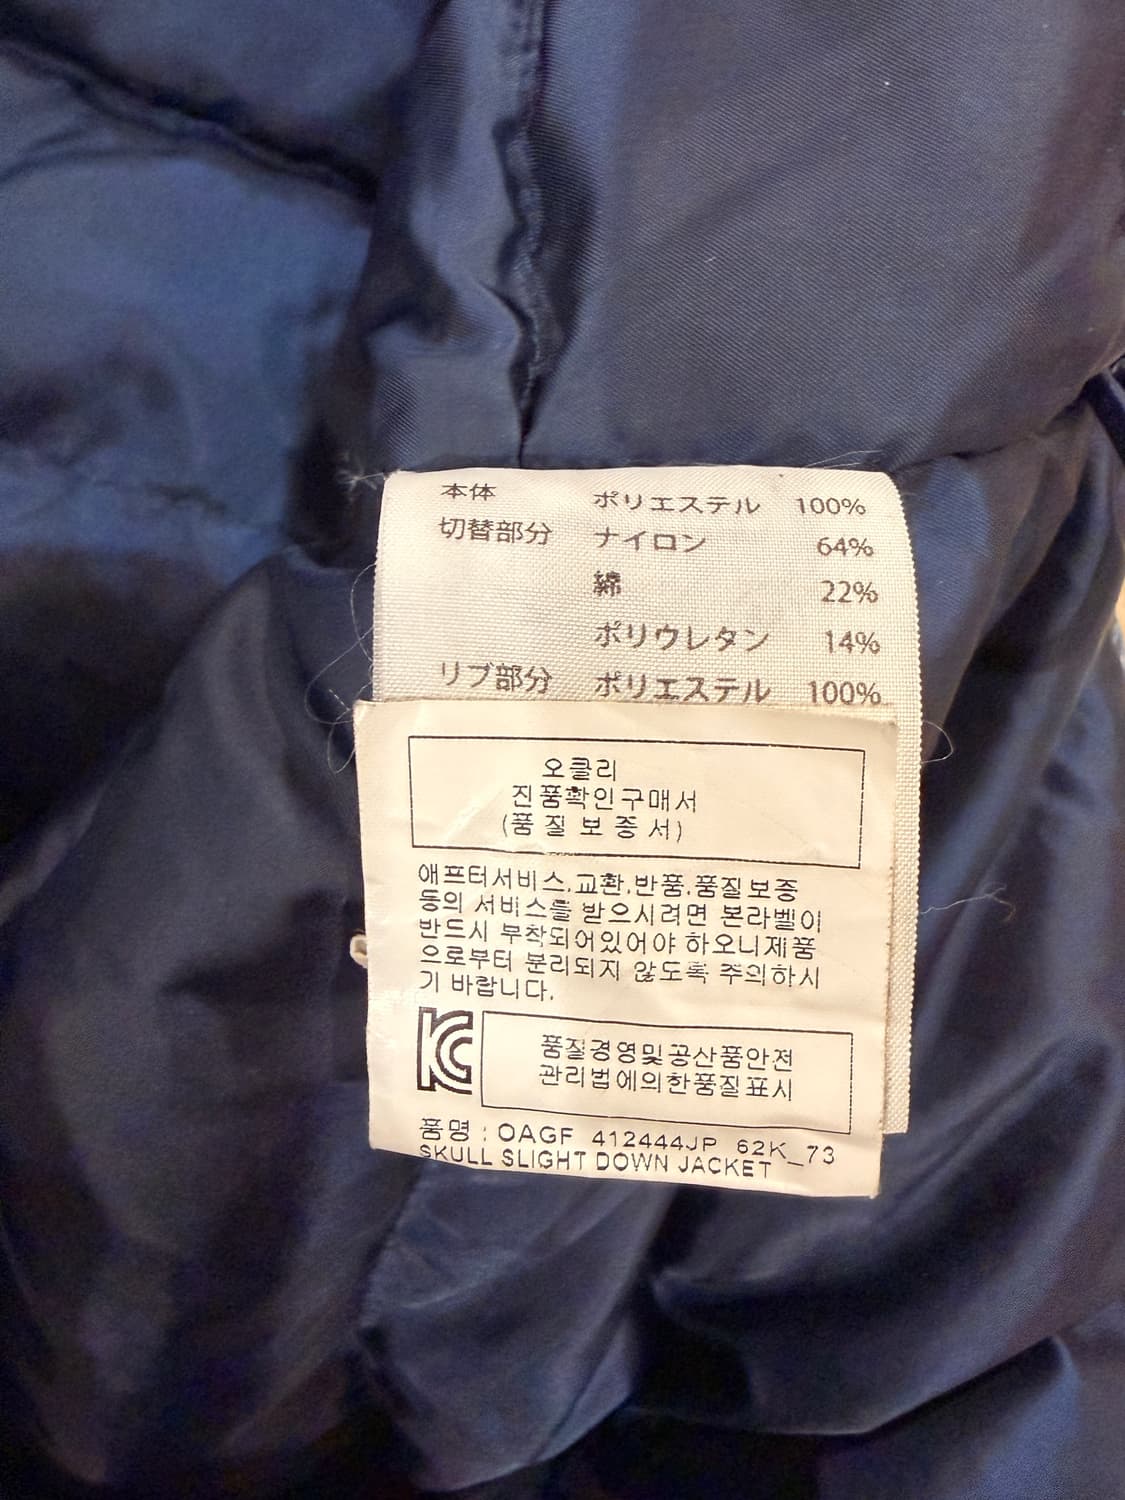 本体 ポリエステル 100%
切替部分 ナイロン 64%
綿 22%
ポリウレタン 14%
リブ部分 ポリエステル 100%
오클리
진품확인구매서
(품질보증서)
애프터서비스.교환.반품.품질보증
등의 서비스를 받으시려면 본라벨이
반드시 부착되어있어야 하오니제품
으로부터 분리되지 않도록 주의하시
기 바랍니다.
KC
품질경영및공산품안전
관리법에의한품질표시
품명 : OAGF 412444JP 62K_73
SKULL SLIGHT DOWN JACKET